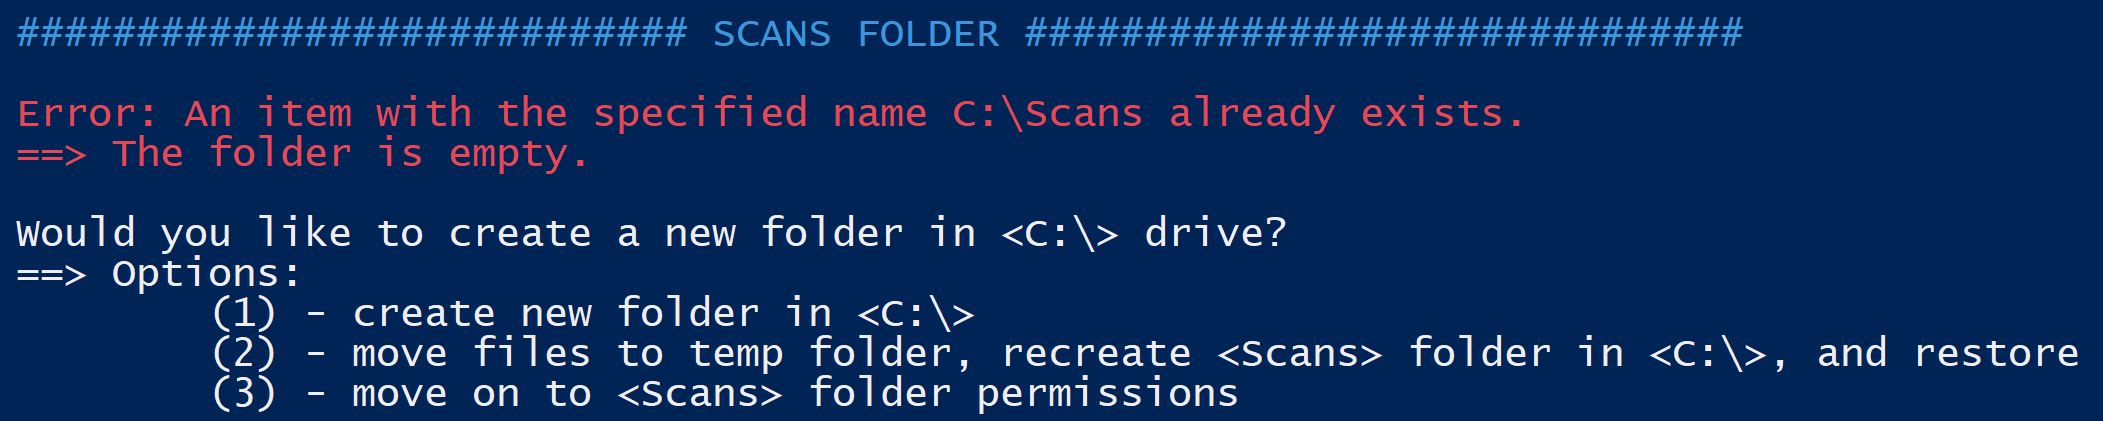 ############################ SCANS FOLDER ##############################
Error: An item with the specified name C:\Scans already exists.
==> The folder is empty.
Would you like to create a new folder in <C:\> drive?
==> Options:
(1) - create new folder in <C:\>
(2) - move files to temp folder, recreate <Scans> folder in <C:\>, and restore
(3) - move on to <Scans> folder permissions